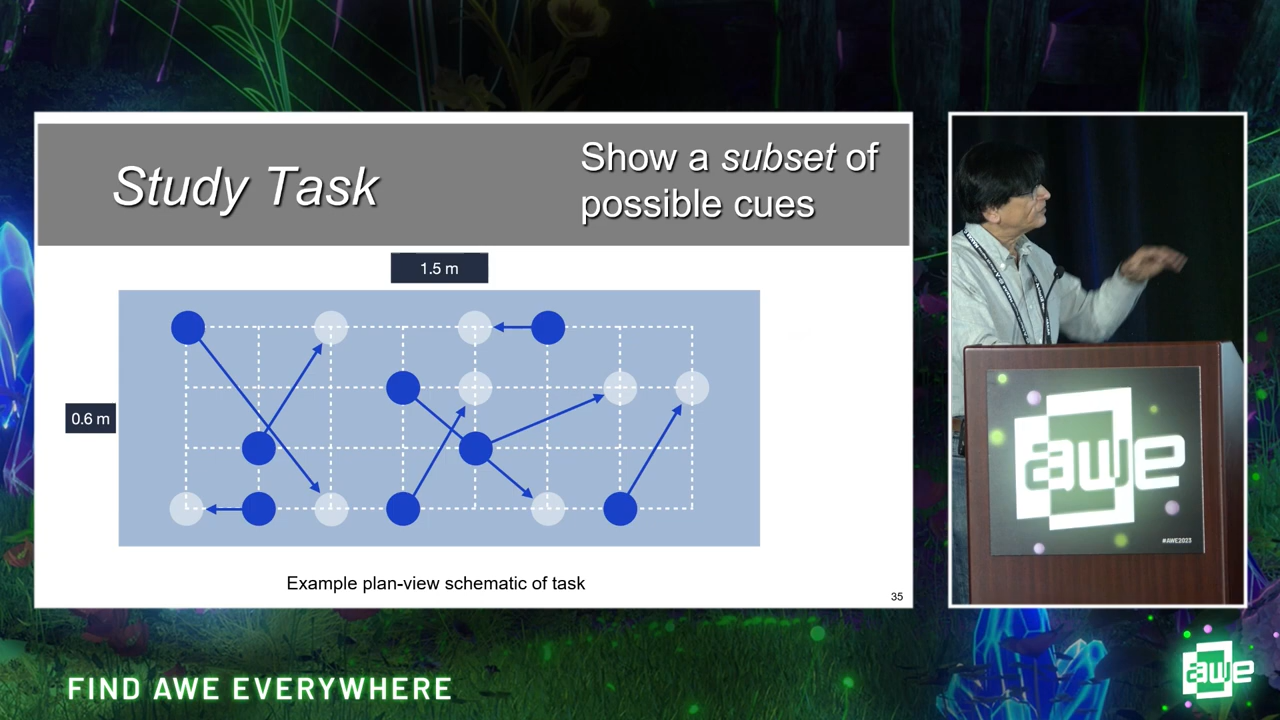 Study Task
Show a subset of
possible cues
1.5 m
0.6 m
Example plan-view schematic of task
35
awe
#AWE2023
FIND AWE EVERYWHERE
awe